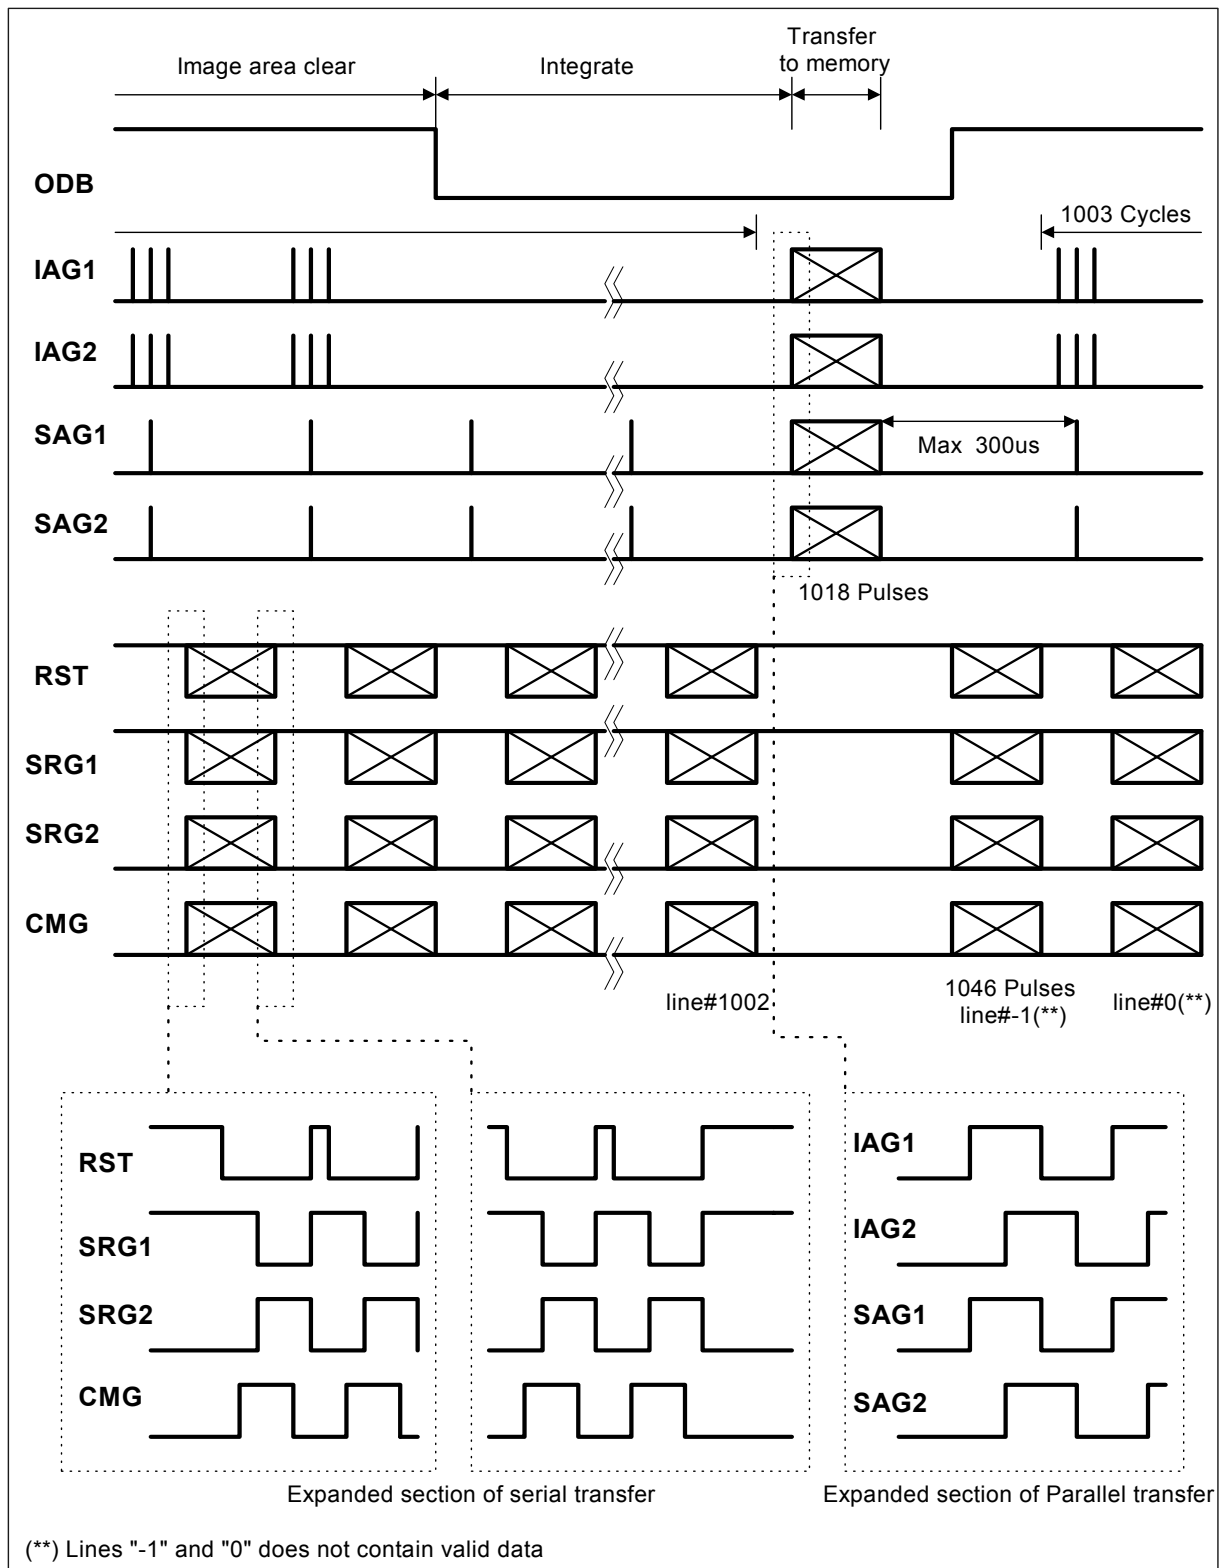 Image area clear
Integrate
Transfer
to memory
ODB
1003 Cycles
IAG1
IAG2
SAG1
Max 300us
SAG2
1018 Pulses
RST
SRG1
SRG2
CMG
line#1002
1046 Pulses
line#-1(**)
line#0(**)
RST
SRG1
SRG2
CMG
IAG1
IAG2
SAG1
SAG2
Expanded section of serial transfer
Expanded section of Parallel transfer
(**) Lines "-1" and "0" does not contain valid data